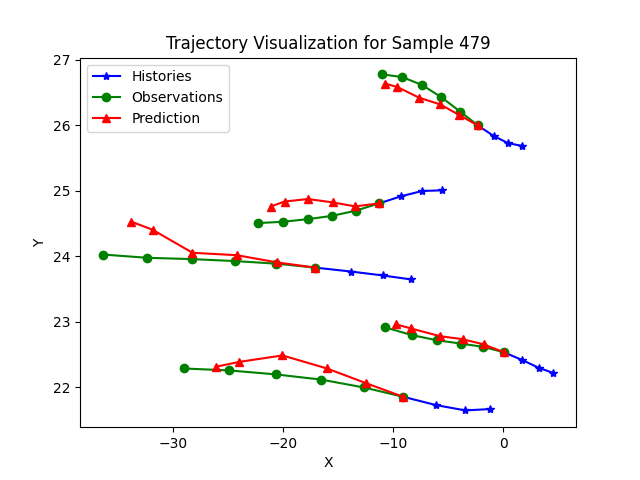 Trajectory Visualization for Sample 479
Histories
Observations
Prediction
27
26
25
24
23
22
Y
−30
−20
−10
0
X